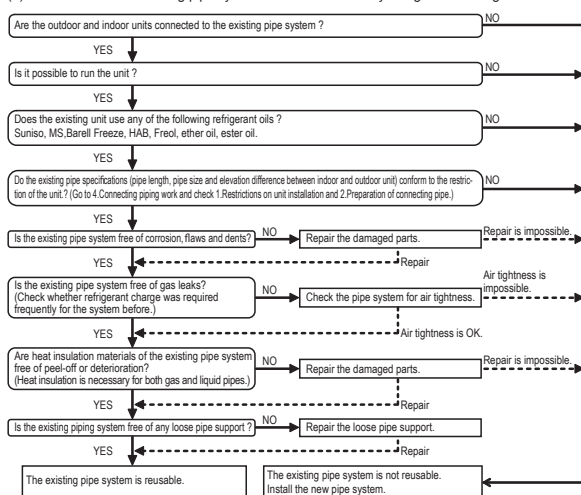 Are the outdoor and indoor units connected to the existing pipe system ?
NO
YES
Is it possible to run the unit ?
NO
YES
Does the existing unit use any of the following refrigerant oils ?
Suniso, MS,Barell Freeze, HAB, Freol, ether oil, ester oil.
NO
YES
Do the existing pipe specifications (pipe length, pipe size and elevation difference between indoor and outdoor unit) conform to the restric-
tion of the unit.? (Go to 4.Connecting piping work and check 1.Restrictions on unit installation and 2.Preparation of connecting pipe.)
NO
YES
Is the existing pipe system free of corrosion, flaws and dents?
NO
Repair the damaged parts.
Repair is impossible.
YES
Repair
Is the existing pipe system free of gas leaks?
(Check whether refrigerant charge was required
frequently for the system before.)
NO
Check the pipe system for air tightness.
Air tightness is
impossible.
YES
Air tightness is OK.
Are heat insulation materials of the existing pipe system
free of peel-off or deterioration?
(Heat insulation is necessary for both gas and liquid pipes.)
NO
Repair the damaged parts.
Repair is impossible.
YES
Repair
Is the existing piping system free of any loose pipe support ?
NO
Repair the loose pipe support.
YES
Repair
The existing pipe system is reusable.
The existing pipe system is not reusable.
Install the new pipe system.